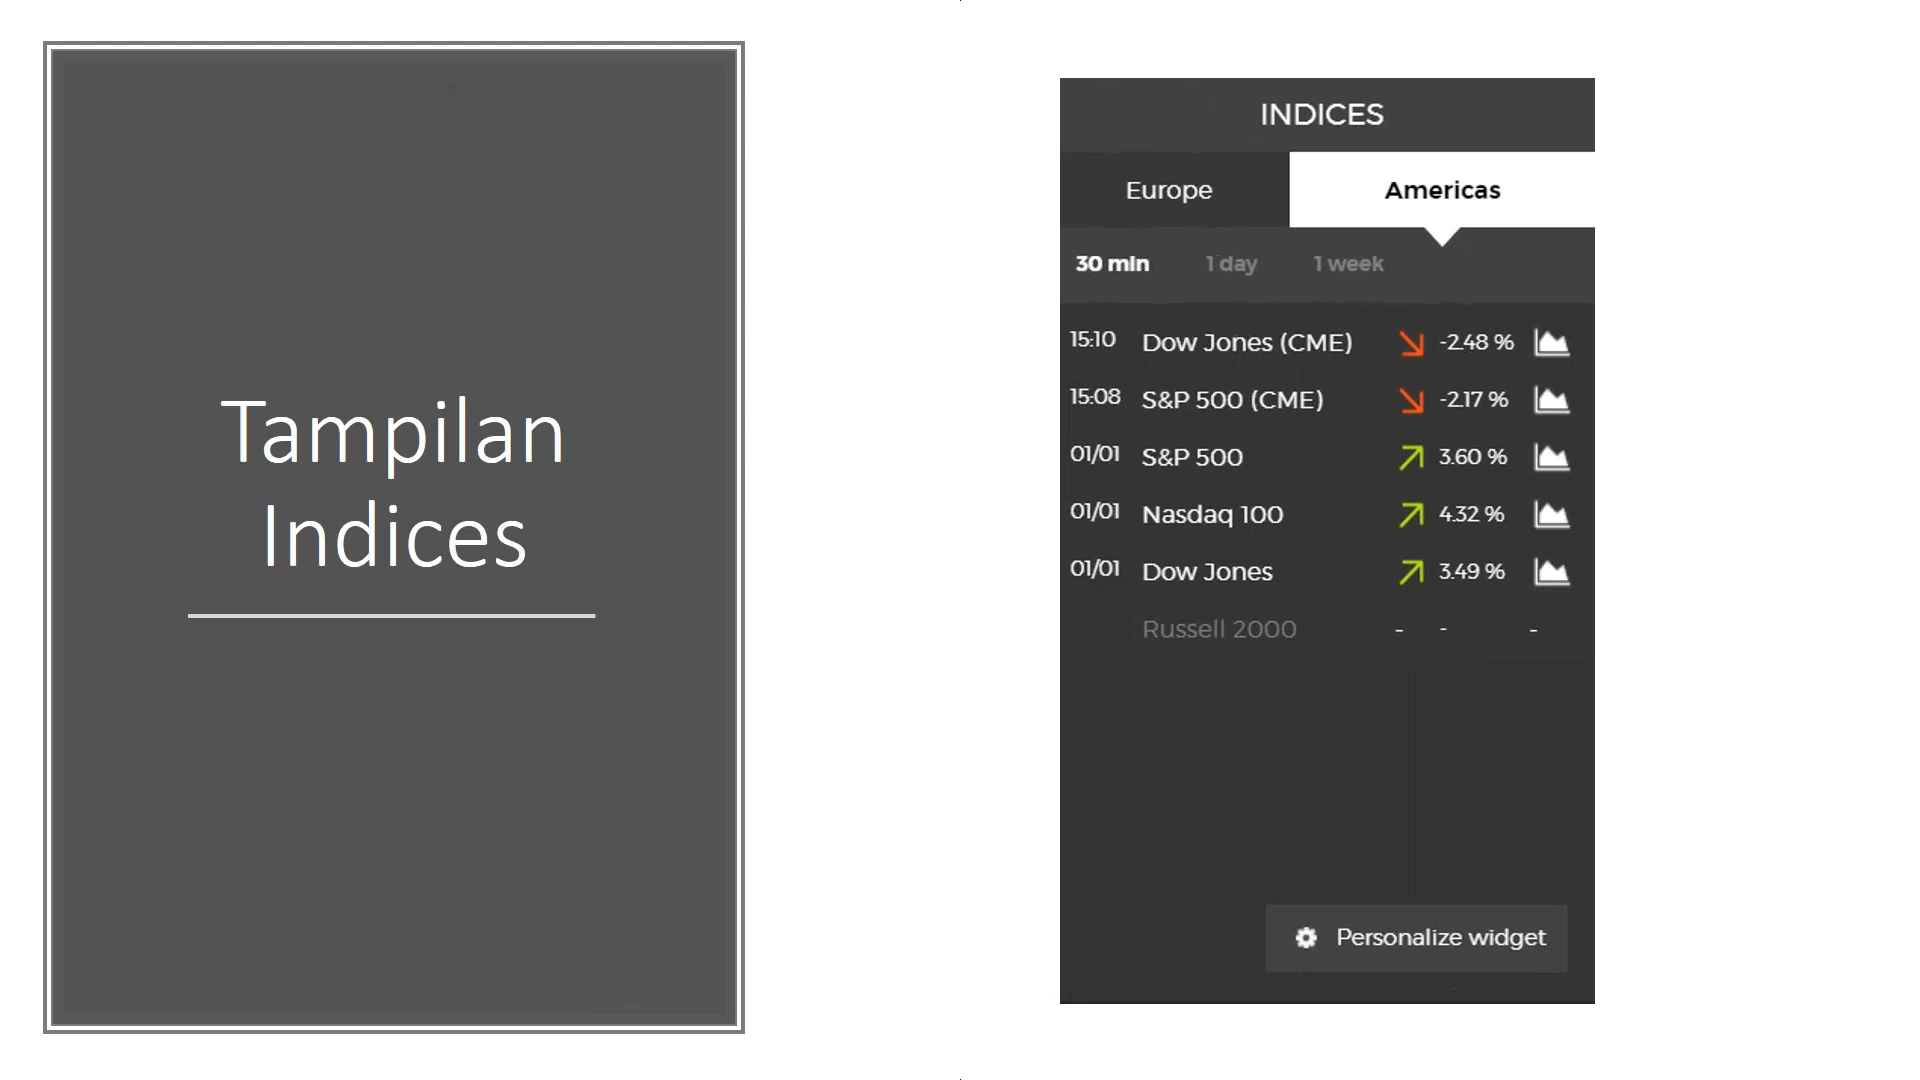 Tampilan
Indices
INDICES
Europe Americas
30 min 1 day 1 week
15:10 Dow Jones (CME) -2.48 %
15:08 S&P 500 (CME) -2.17 %
01/01 S&P 500 3.60 %
01/01 Nasdaq 100 4.32 %
01/01 Dow Jones 3.49 %
Russell 2000 - - -
Personalize widget